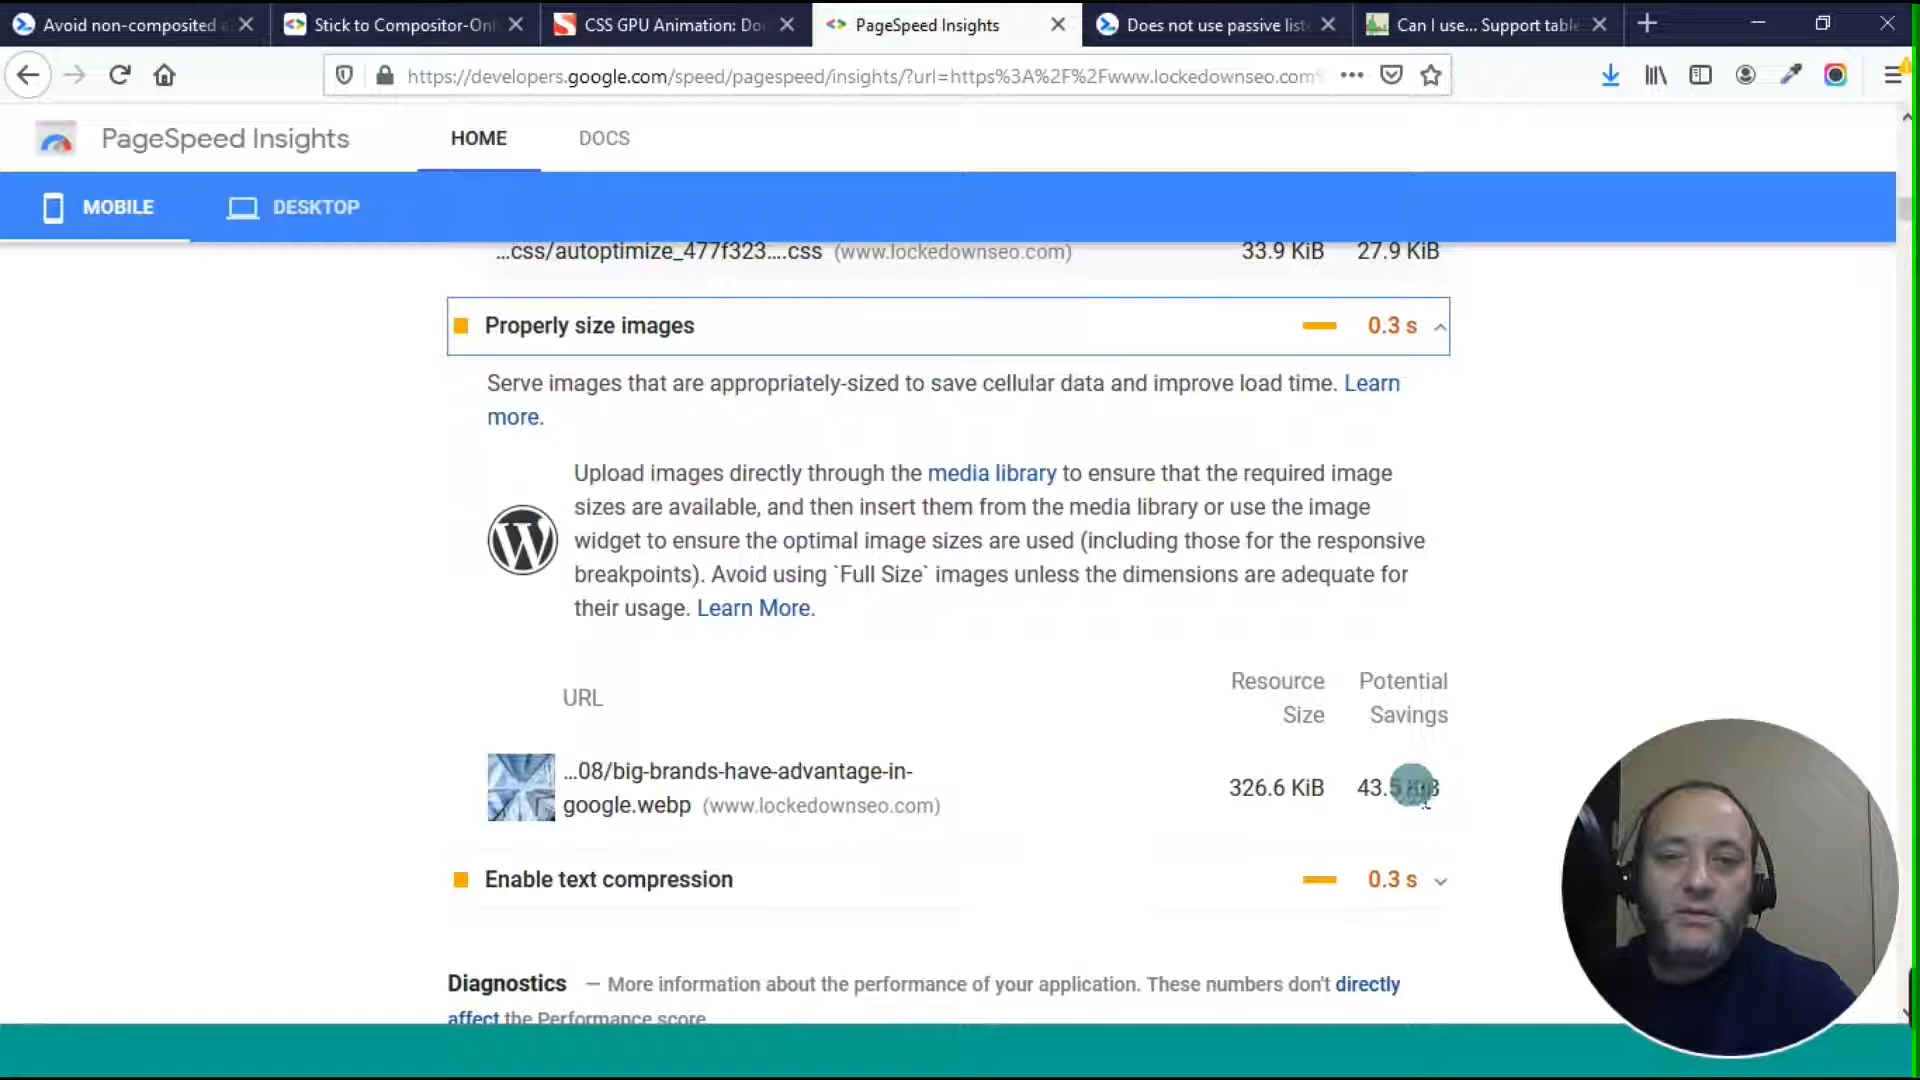 Avoid non-composited a
Stick to Compositor-Onl
CSS GPU Animation: Do
PageSpeed Insights
Does not use passive list
Can I use... Support table
https://developers.google.com/speed/pagespeed/insights/?url=https%3A%2F%2Fwww.lockedownseo.com%
PageSpeed Insights
HOME
DOCS
MOBILE
DESKTOP
...css/autoptimize_477f323....css (www.lockedownseo.com) 33.9 KiB 27.9 KiB
Properly size images 0.3 s
Serve images that are appropriately-sized to save cellular data and improve load time. Learn
more.
Upload images directly through the media library to ensure that the required image
sizes are available, and then insert them from the media library or use the image
widget to ensure the optimal image sizes are used (including those for the responsive
breakpoints). Avoid using `Full Size` images unless the dimensions are adequate for
their usage. Learn More.
URL
Resource
Size
Potential
Savings
...08/big-brands-have-advantage-in-
google.webp (www.lockedownseo.com)
326.6 KiB 43.5 KiB
Enable text compression 0.3 s
Diagnostics — More information about the performance of your application. These numbers don't directly
affect the Performance score